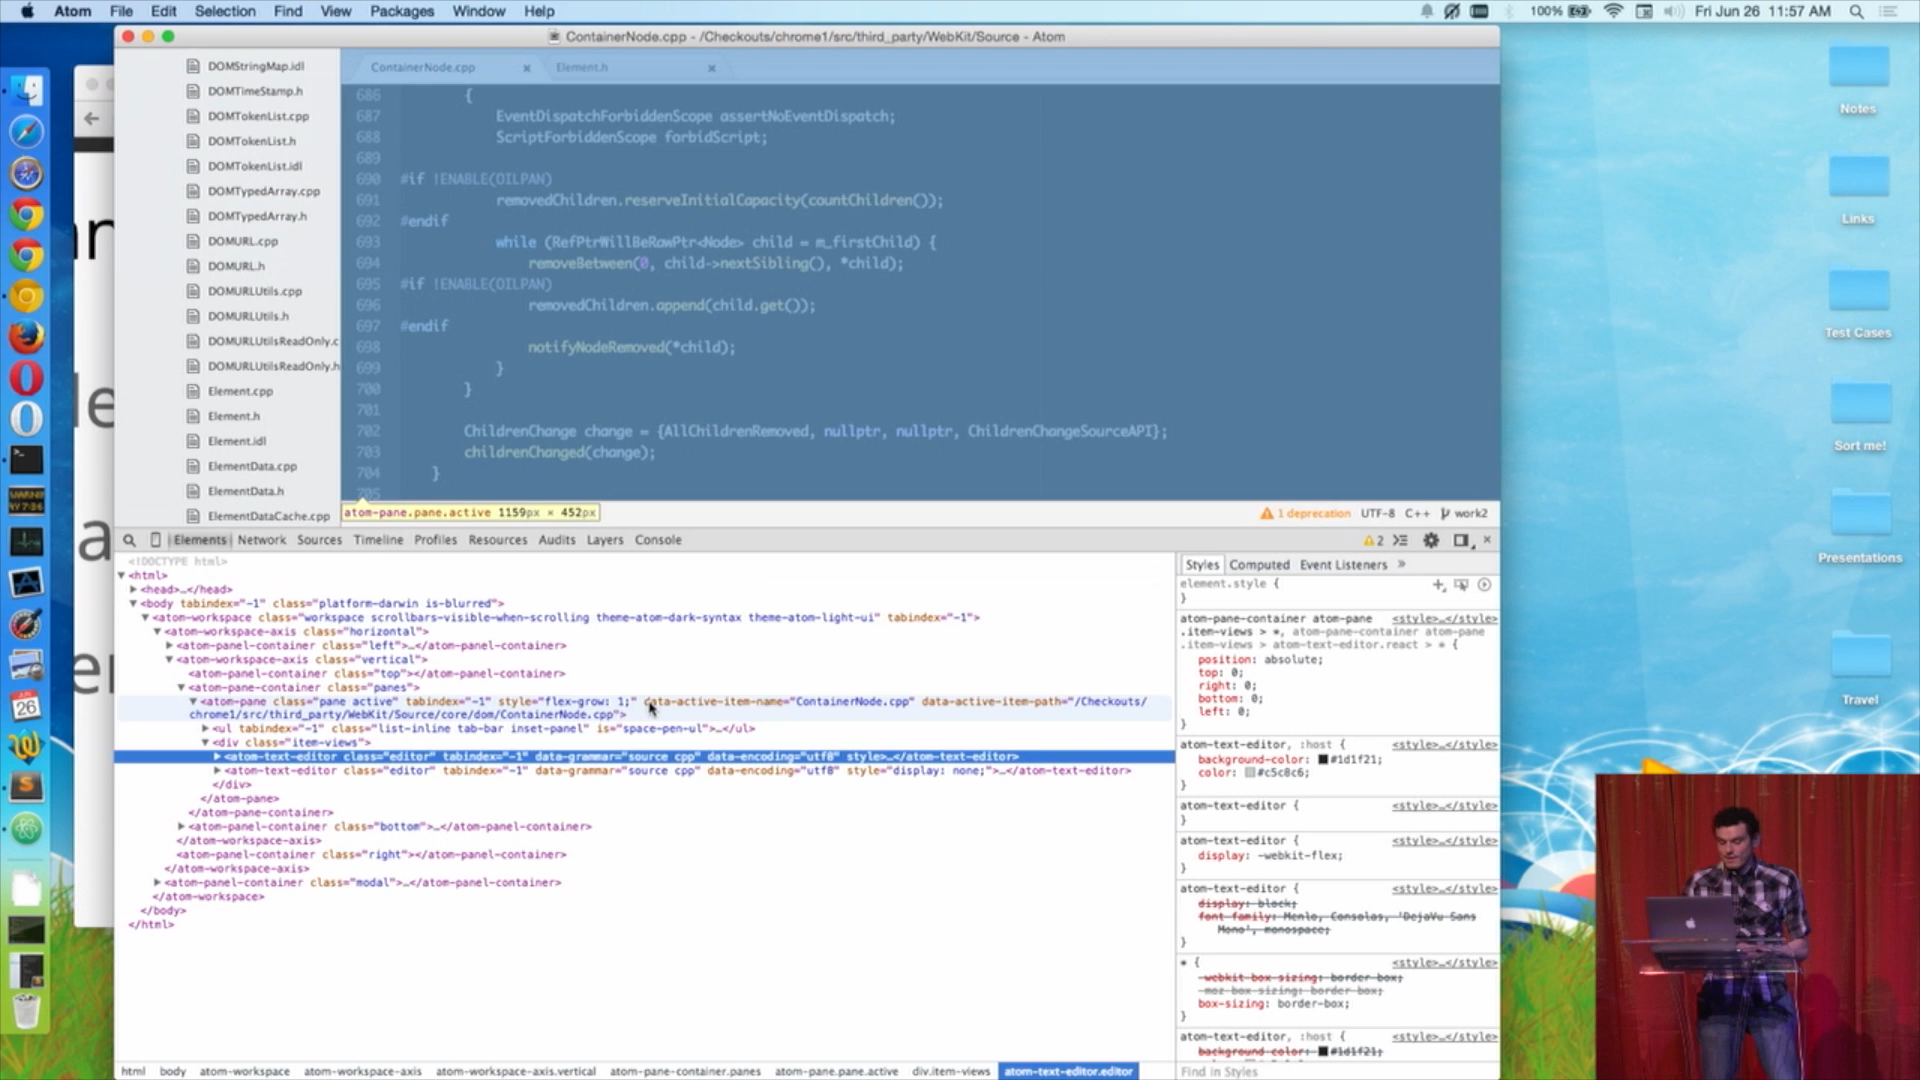 Atom File Edit Selection Find View Packages Window Help
100% Fri Jun 26 11:57 AM
ContainerNode.cpp - /Checkouts/chrome1/src/third_party/WebKit/Source - Atom
DOMStringMap.idl
DOMTimeStamp.h
DOMTokenList.cpp
DOMTokenList.h
DOMTokenList.idl
DOMTypedArray.cpp
DOMTypedArray.h
DOMURL.cpp
DOMURL.h
DOMURLUtils.cpp
DOMURLUtils.h
DOMURLUtilsReadOnly.c
DOMURLUtilsReadOnly.h
Element.cpp
Element.h
Element.idl
ElementData.cpp
ElementData.h
ElementDataCache.cpp
ContainerNode.cpp Element.h
686 {
687 EventDispatchForbiddenScope assertNoEventDispatch;
688 ScriptForbiddenScope forbidScript;
689
690 #if !ENABLE(OILPAN)
691 removedChildren.reserveInitialCapacity(countChildren());
692 #endif
693 while (RefPtrWillBeRawPtr<Node> child = m_firstChild) {
694 removeBetween(0, child->nextSibling(), *child);
695 #if !ENABLE(OILPAN)
696 removedChildren.append(child.get());
697 #endif
698 notifyNodeRemoved(*child);
699 }
700 }
701
702 ChildrenChange change = {AllChildrenRemoved, nullptr, nullptr, ChildrenChangeSourceAPI};
703 childrenChanged(change);
704 }
705
atom-pane.pane.active 1159px × 452px
1 deprecation UTF-8 C++ work2
Elements Network Sources Timeline Profiles Resources Audits Layers Console
2
<!DOCTYPE html>
<html>
<head>…</head>
<body tabindex="-1" class="platform-darwin is-blurred">
<atom-workspace class="workspace scrollbars-visible-when-scrolling theme-atom-dark-syntax theme-atom-light-ui" tabindex="-1">
<atom-workspace-axis class="horizontal">
<atom-panel-container class="left">…</atom-panel-container>
<atom-workspace-axis class="vertical">
<atom-panel-container class="top"></atom-panel-container>
<atom-pane-container class="panes">
<atom-pane class="pane active" tabindex="-1" style="flex-grow: 1;" data-active-item-name="ContainerNode.cpp" data-active-item-path="/Checkouts/
chrome1/src/third_party/WebKit/Source/core/dom/ContainerNode.cpp">
<ul tabindex="-1" class="list-inline tab-bar inset-panel" is="space-pen-ul">…</ul>
<div class="item-views">
<atom-text-editor class="editor" tabindex="-1" data-grammar="source cpp" data-encoding="utf8" style>…</atom-text-editor>
<atom-text-editor class="editor" tabindex="-1" data-grammar="source cpp" data-encoding="utf8" style="display: none;">…</atom-text-editor>
</div>
</atom-pane>
</atom-pane-container>
<atom-panel-container class="bottom">…</atom-panel-container>
</atom-workspace-axis>
<atom-panel-container class="right"></atom-panel-container>
</atom-workspace-axis>
<atom-panel-container class="modal">…</atom-panel-container>
</atom-workspace>
</body>
</html>
html body atom-workspace atom-workspace-axis atom-workspace-axis.vertical atom-pane-container.panes atom-pane.pane.active div.item-views atom-text-editor.editor
Styles Computed Event Listeners »
element.style {
}
atom-pane-container atom-pane <style>…</style>
.item-views > *, atom-pane-container atom-pane
.item-views > atom-text-editor.react > * {
position: absolute;
top: 0;
right: 0;
bottom: 0;
left: 0;
}
atom-text-editor, :host { <style>…</style>
background-color: #1d1f21;
color: #c5c8c6;
}
atom-text-editor { <style>…</style>
}
atom-text-editor { <style>…</style>
display: -webkit-flex;
}
atom-text-editor { <style>…</style>
display: block;
font-family: Menlo, Consolas, 'DejaVu Sans
Mono', monospace;
}
* { <style>…</style>
-webkit-box-sizing: border-box;
-moz-box-sizing: border-box;
box-sizing: border-box;
}
atom-text-editor, :host { <style>…</style>
background-color: #1d1f21;
Find in Styles
Notes
Links
Test Cases
Sort me!
Presentations
Travel
26